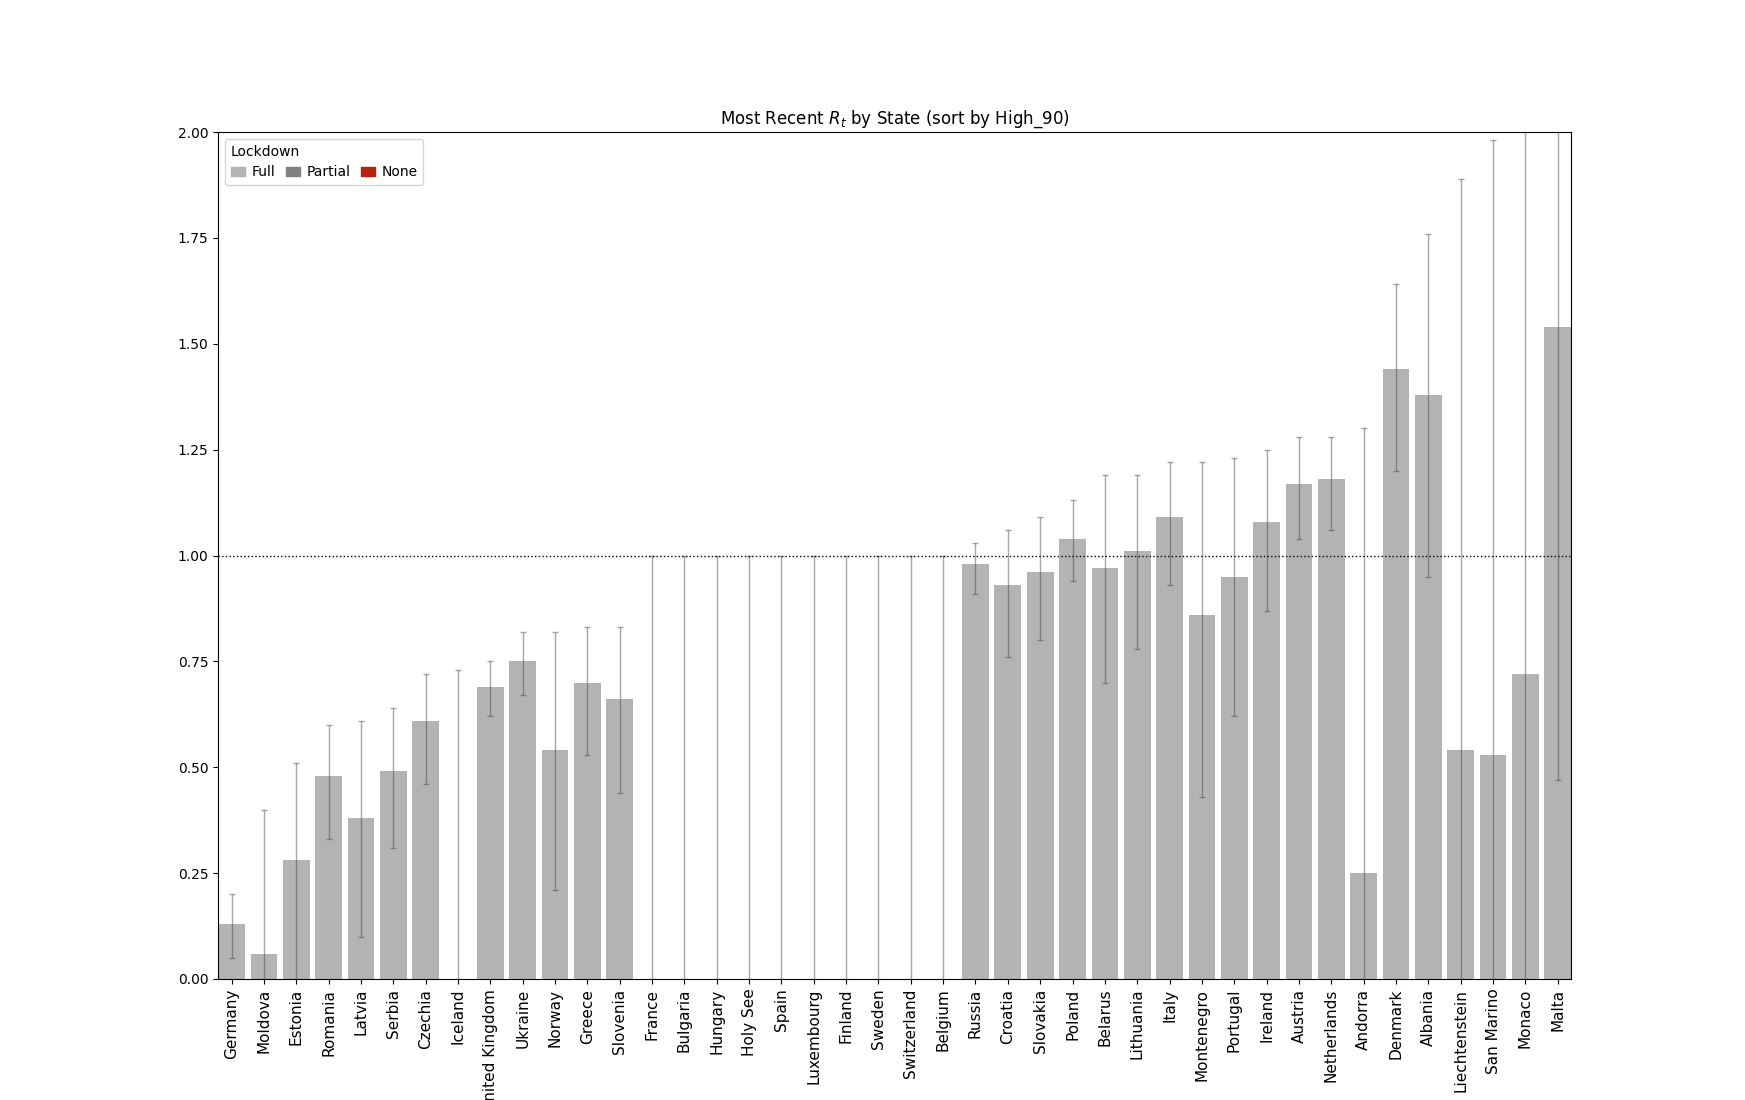 Most Recent R_t by State (sort by High_90)
Lockdown
Full Partial None
2.00
1.75
1.50
1.25
1.00
0.75
0.50
0.25
0.00
Germany
Moldova
Estonia
Romania
Latvia
Serbia
Czechia
Iceland
nited Kingdom
Ukraine
Norway
Greece
Slovenia
France
Bulgaria
Hungary
Holy See
Spain
Luxembourg
Finland
Sweden
Switzerland
Belgium
Russia
Croatia
Slovakia
Poland
Belarus
Lithuania
Italy
Montenegro
Portugal
Ireland
Austria
Netherlands
Andorra
Denmark
Albania
Liechtenstein
San Marino
Monaco
Malta